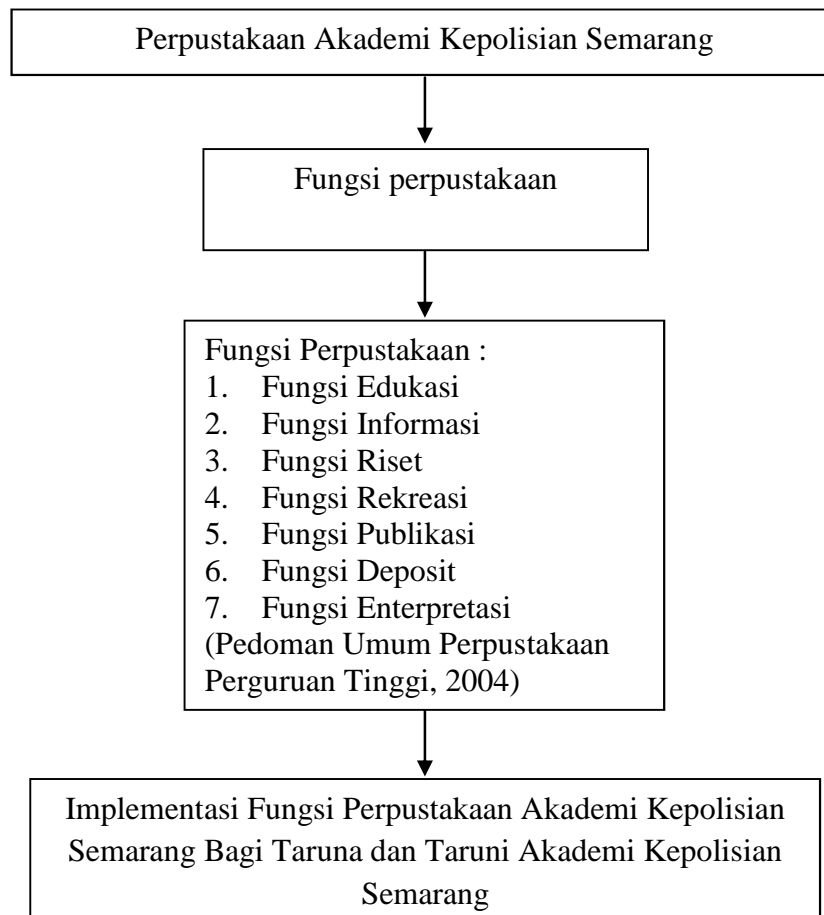 Perpustakaan Akademi Kepolisian Semarang
Fungsi perpustakaan
Fungsi Perpustakaan :
1. Fungsi Edukasi
2. Fungsi Informasi
3. Fungsi Riset
4. Fungsi Rekreasi
5. Fungsi Publikasi
6. Fungsi Deposit
7. Fungsi Enterpretasi
(Pedoman Umum Perpustakaan
Perguruan Tinggi, 2004)
Implementasi Fungsi Perpustakaan Akademi Kepolisian
Semarang Bagi Taruna dan Taruni Akademi Kepolisian
Semarang